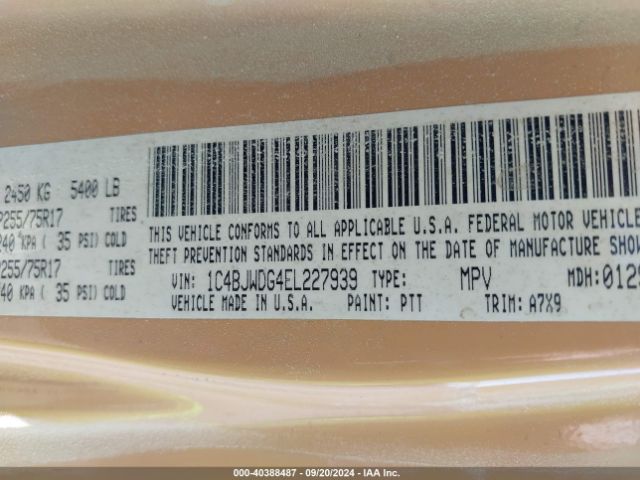 2450 KG 5400 LB
P255/75R17 TIRES
240 KPA ( 35 PSI) COLD
P255/75R17 TIRES
240 KPA ( 35 PSI) COLD
THIS VEHICLE CONFORMS TO ALL APPLICABLE U.S.A. FEDERAL MOTOR VEHICLE
THEFT PREVENTION STANDARDS IN EFFECT ON THE DATE OF MANUFACTURE SHO
VIN: 1C4BJWDG4EL227939 TYPE: MPV MDH: 012
VEHICLE MADE IN U.S.A. PAINT: PTT TRIM: A7X9
000-40388487 - 09/20/2024 - IAA Inc.